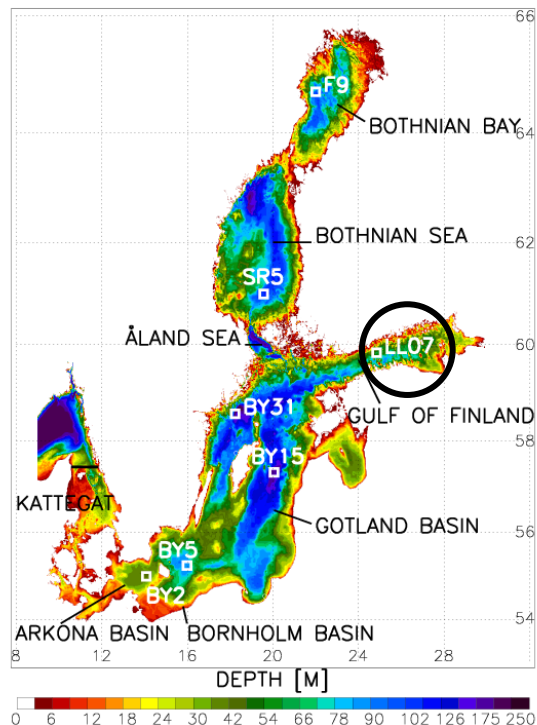 66
F9
BOTHNIAN BAY
64
BOTHNIAN SEA
62
SR5
ÅLAND SEA
60
LL07
BY31
GULF OF FINLAND
58
BY15
KATTEGAT
GOTLAND BASIN
56
BY5
BY2
54
ARKONA BASIN BORNHOLM BASIN
8 12 16 20 24 28
DEPTH [M]
3 6 12 18 24 30 42 54 66 78 90 102 126 175 250